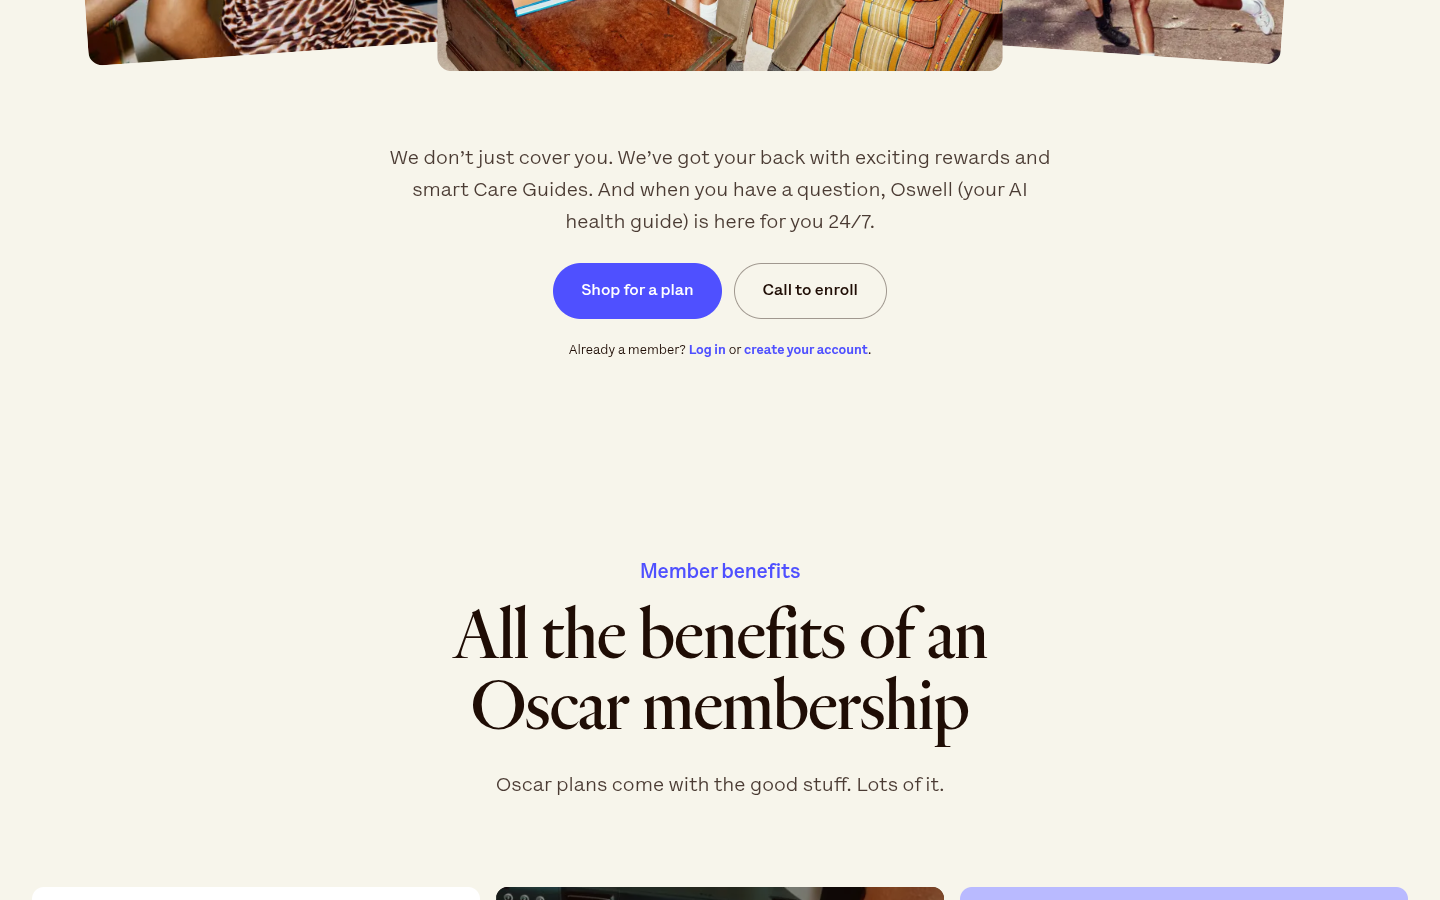 We don’t just cover you. We’ve got your back with exciting rewards and
smart Care Guides. And when you have a question, Oswell (your AI
health guide) is here for you 24/7.
Shop for a plan
Call to enroll
Already a member? Log in or create your account.
Member benefits
All the benefits of an
Oscar membership
Oscar plans come with the good stuff. Lots of it.